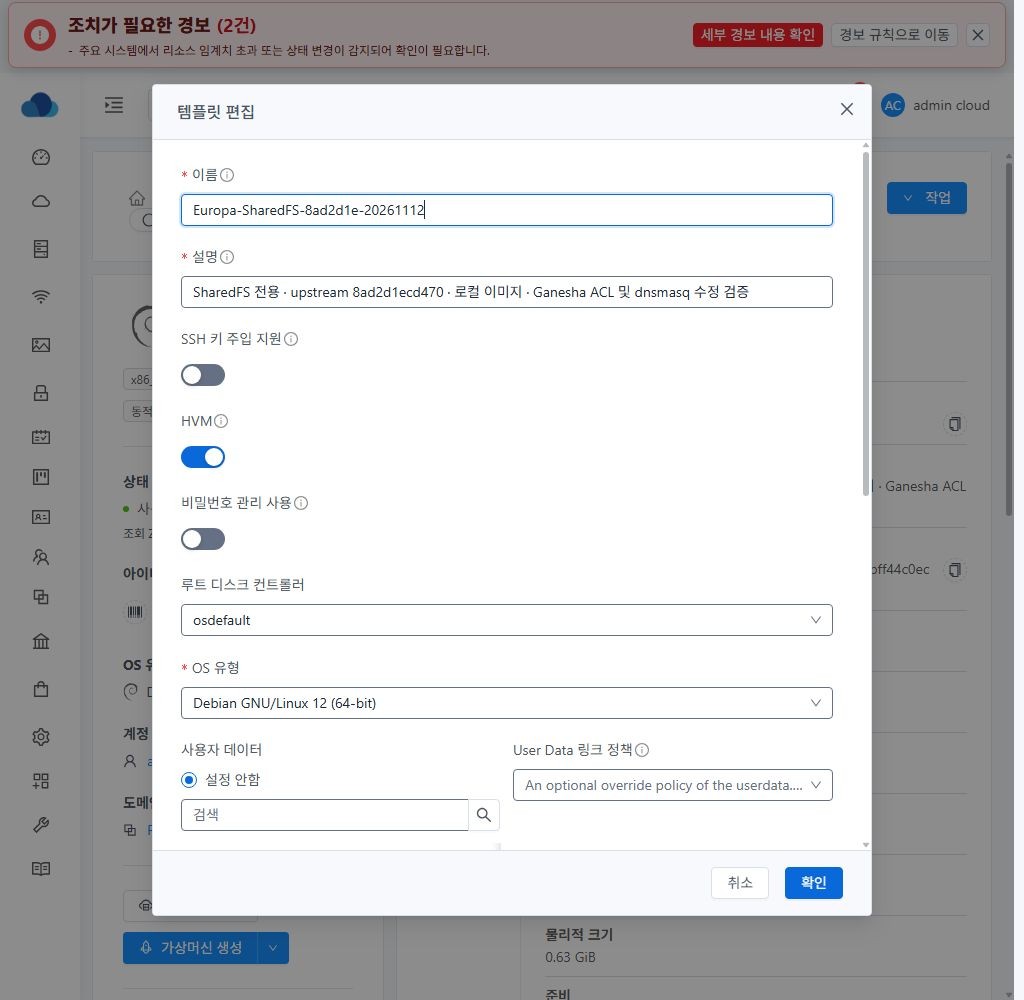 조치가 필요한 경보 (2건)
- 주요 시스템에서 리소스 임계치 초과 또는 상태 변경이 감지되어 확인이 필요합니다.
세부 경보 내용 확인
경보 규칙으로 이동
AC admin cloud
템플릿 편집
작업
* 이름
Europa-SharedFS-8ad2d1e-20261112
* 설명
SharedFS 전용 · upstream 8ad2d1ecd470 · 로컬 이미지 · Ganesha ACL 및 dnsmasq 수정 검증
SSH 키 주입 지원
x86_
동적
HVM
상태
· Ganesha ACL
비밀번호 관리 사용
조회
off44c0ec
루트 디스크 컨트롤러
osdefault
OS 유
* OS 유형
Debian GNU/Linux 12 (64-bit)
계정
사용자 데이터
User Data 링크 정책
설정 안함
An optional override policy of the userdata....
검색
취소
확인
물리적 크기
가상머신 생성
0.63 GiB
준비